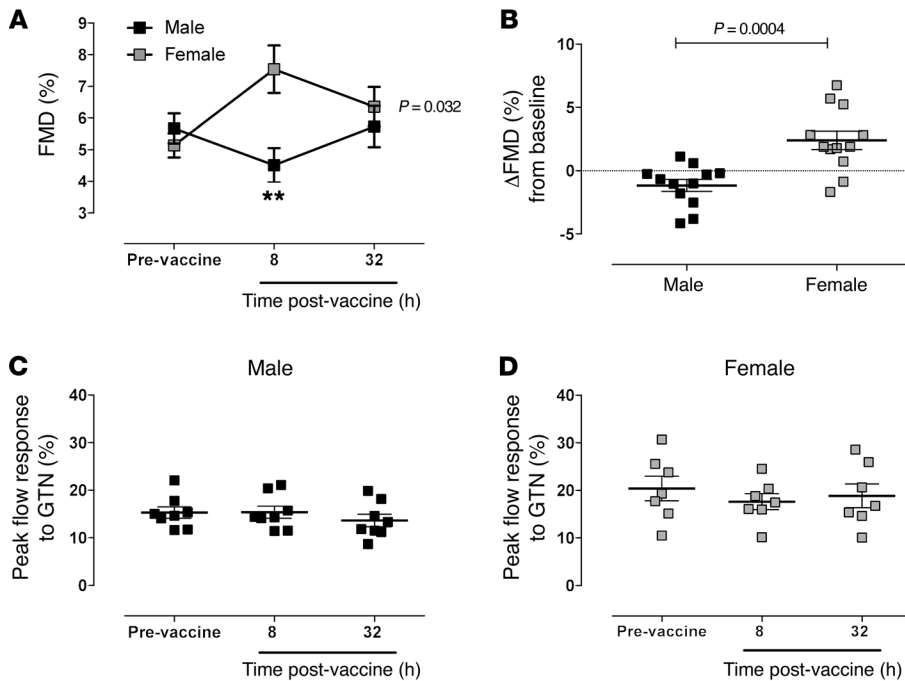 A
9
8
7
6
5
4
3
FMD (%)
Male
Female
P = 0.032
**
Pre-vaccine 8 32
Time post-vaccine (h)
B
P = 0.0004
10
5
0
-5
ΔFMD (%)
from baseline
Male Female
C
Male
40
30
20
10
0
Peak flow response
to GTN (%)
Pre-vaccine 8 32
Time post-vaccine (h)
D
Female
40
30
20
10
0
Peak flow response
to GTN (%)
Pre-vaccine 8 32
Time post-vaccine (h)